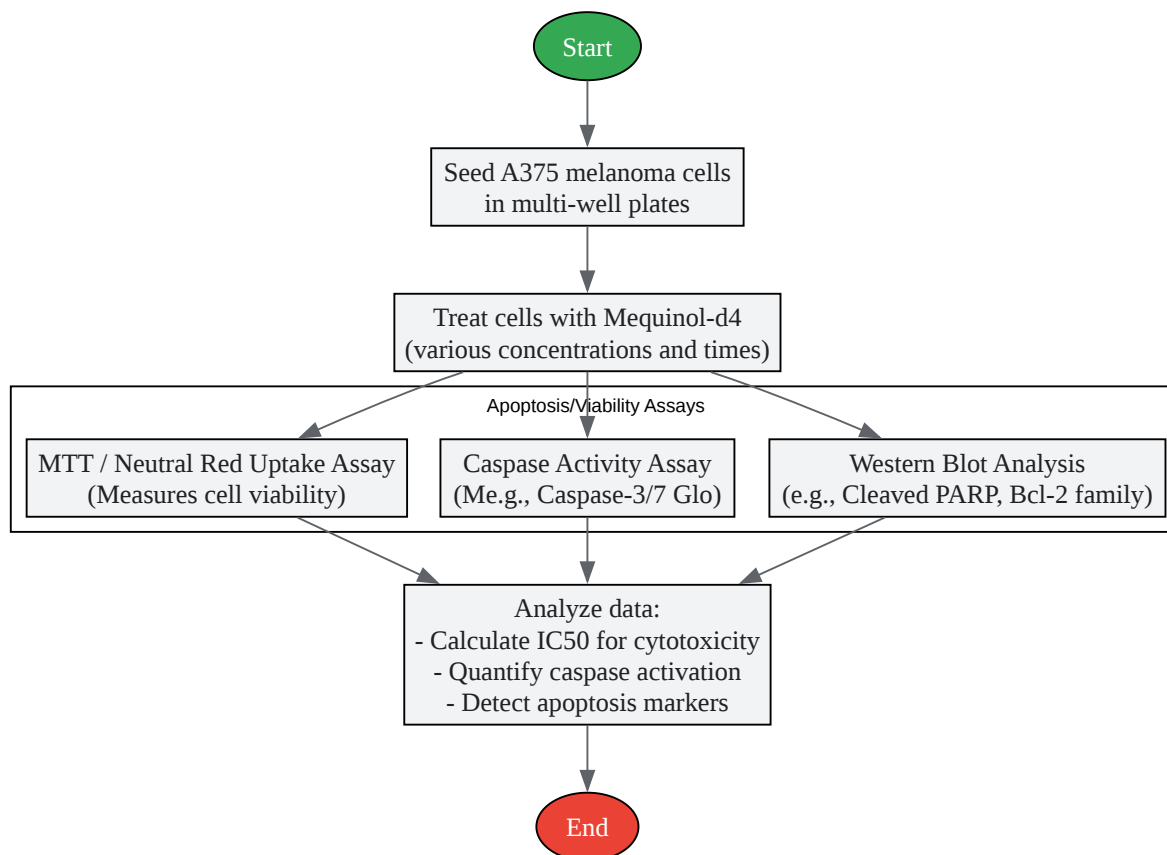 Start
Seed A375 melanoma cells
in multi-well plates
Treat cells with Mequinol-d4
(various concentrations and times)
Apoptosis/Viability Assays
MTT / Neutral Red Uptake Assay
(Measures cell viability)
Caspase Activity Assay
(Me.g., Caspase-3/7 Glo)
Western Blot Analysis
(e.g., Cleaved PARP, Bcl-2 family)
Analyze data:
- Calculate IC50 for cytotoxicity
- Quantify caspase activation
- Detect apoptosis markers
End